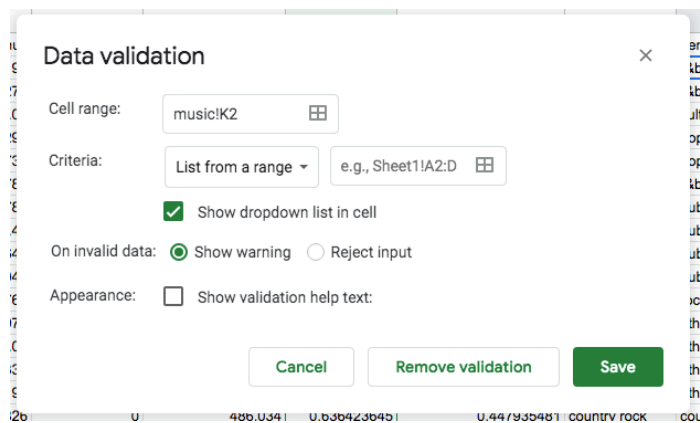 Data validation
Cell range:
music!K2
Criteria:
List from a range
e.g., Sheet1!A2:D
Show dropdown list in cell
On invalid data:
Show warning
Reject input
Appearance:
Show validation help text:
Cancel
Remove validation
Save
0 486.034 0.636423645 0.447935481 country rock